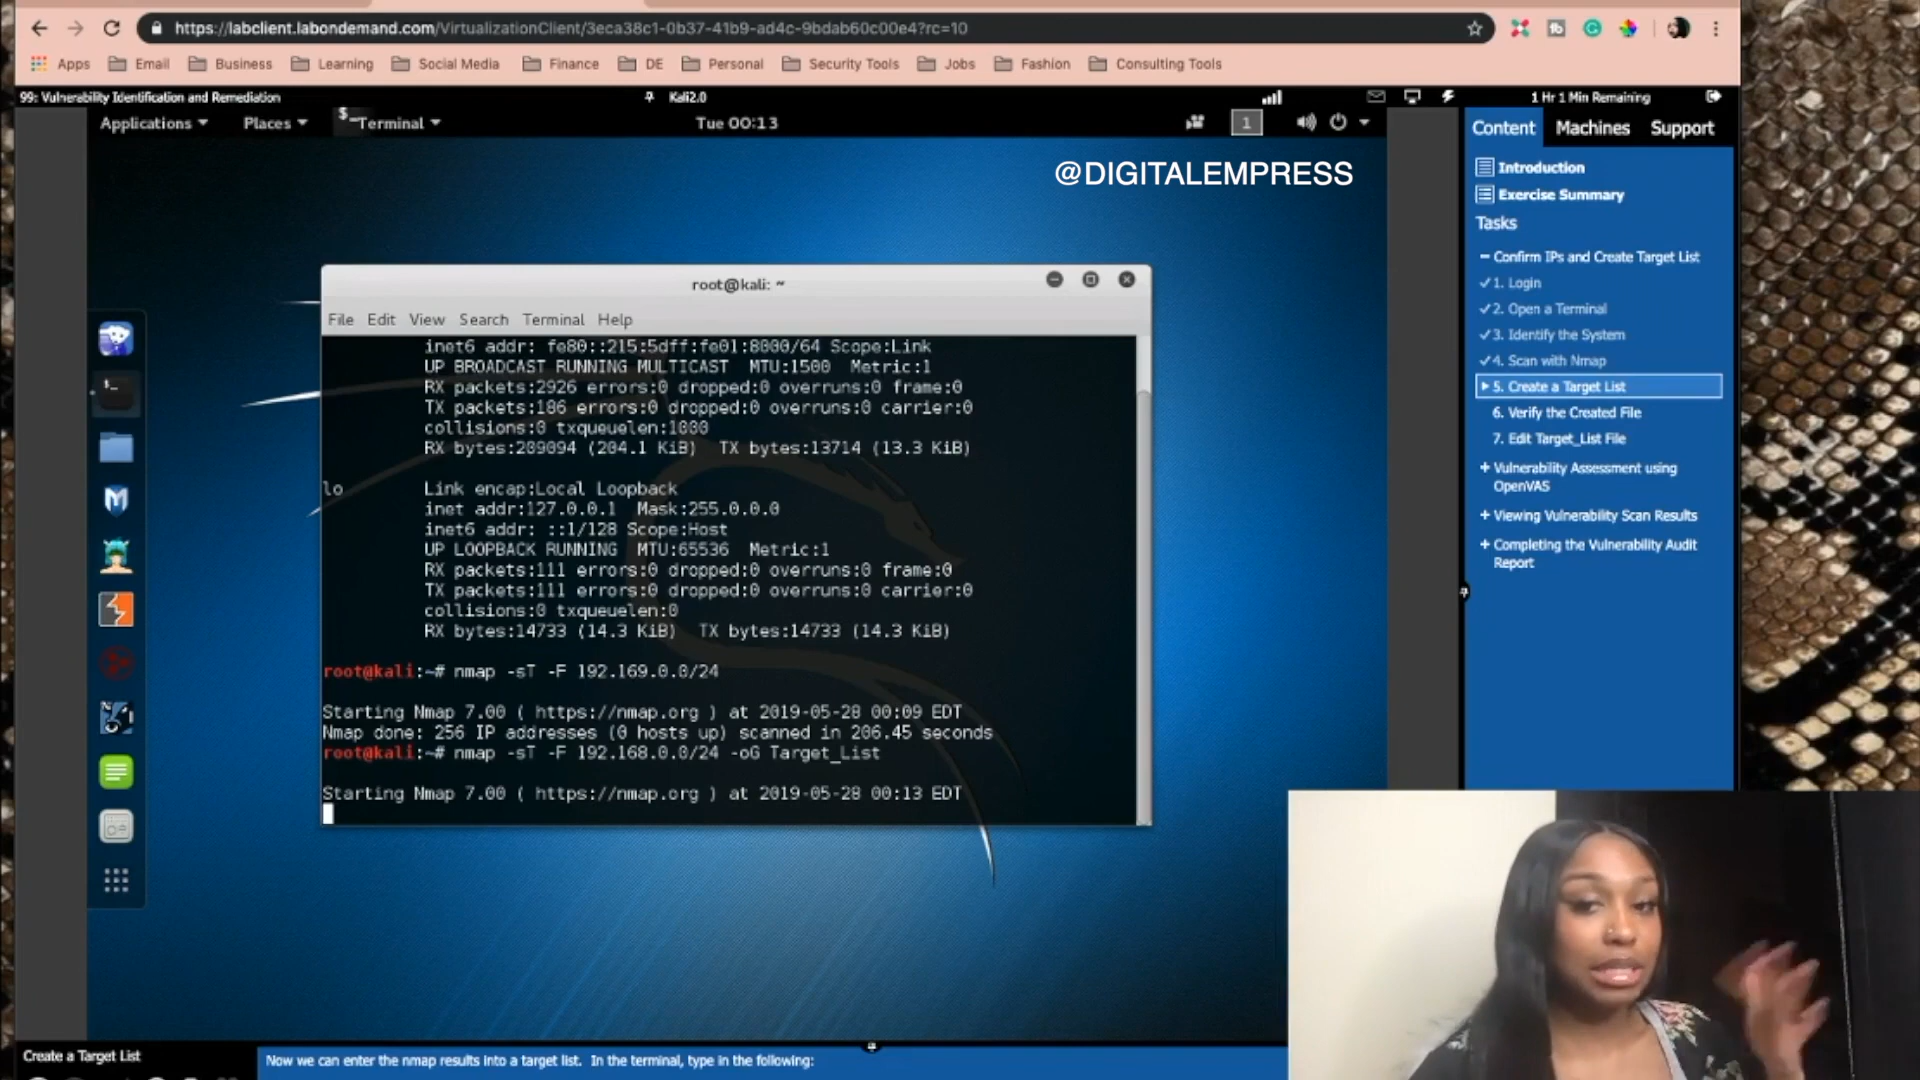 https://labclient.labondemand.com/VirtualizationClient/3eca38c1-0b37-41b9-ad4c-9bdab60c00e4?rc=10
Apps Email Business Learning Social Media Finance DE Personal Security Tools Jobs Fashion Consulting Tools
99: Vulnerability Identification and Remediation Kali2.0 1 Hr 1 Min Remaining
Applications Places Terminal Tue 00:13 1
Content Machines Support
@DIGITALEMPRESS
Introduction
Exercise Summary
Tasks
Confirm IPs and Create Target List
1. Login
2. Open a Terminal
3. Identify the System
4. Scan with Nmap
5. Create a Target List
6. Verify the Created File
7. Edit Target_List File
+ Vulnerability Assessment using
OpenVAS
+ Viewing Vulnerability Scan Results
+ Completing the Vulnerability Audit
Report
root@kali: ~
File Edit View Search Terminal Help
inet6 addr: fe80::215:5dff:fe01:8000/64 Scope:Link
UP BROADCAST RUNNING MULTICAST MTU:1500 Metric:1
RX packets:2926 errors:0 dropped:0 overruns:0 frame:0
TX packets:186 errors:0 dropped:0 overruns:0 carrier:0
collisions:0 txqueuelen:1000
RX bytes:209094 (204.1 KiB) TX bytes:13714 (13.3 KiB)
lo Link encap:Local Loopback
inet addr:127.0.0.1 Mask:255.0.0.0
inet6 addr: ::1/128 Scope:Host
UP LOOPBACK RUNNING MTU:65536 Metric:1
RX packets:111 errors:0 dropped:0 overruns:0 frame:0
TX packets:111 errors:0 dropped:0 overruns:0 carrier:0
collisions:0 txqueuelen:0
RX bytes:14733 (14.3 KiB) TX bytes:14733 (14.3 KiB)
root@kali:~# nmap -sT -F 192.169.0.0/24
Starting Nmap 7.00 ( https://nmap.org ) at 2019-05-28 00:09 EDT
Nmap done: 256 IP addresses (0 hosts up) scanned in 206.45 seconds
root@kali:~# nmap -sT -F 192.168.0.0/24 -oG Target_List
Starting Nmap 7.00 ( https://nmap.org ) at 2019-05-28 00:13 EDT
Create a Target List
Now we can enter the nmap results into a target list. In the terminal, type in the following: